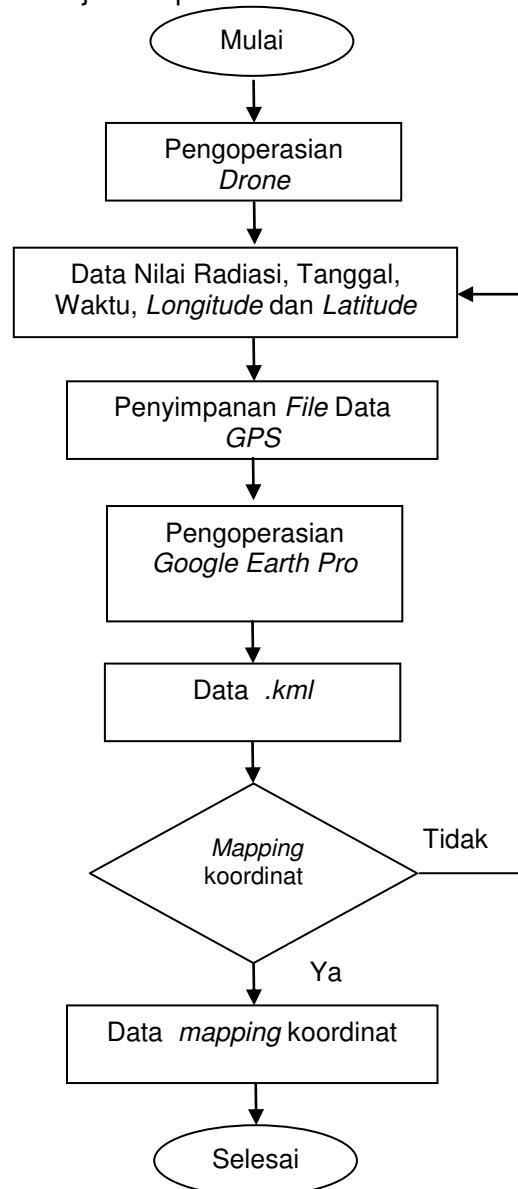 Mulai
Pengoperasian
Drone
Data Nilai Radiasi, Tanggal,
Waktu, Longitude dan Latitude
Penyimpanan File Data
GPS
Pengoperasian
Google Earth Pro
Data .kml
Mapping
koordinat
Tidak
Ya
Data mapping koordinat
Selesai